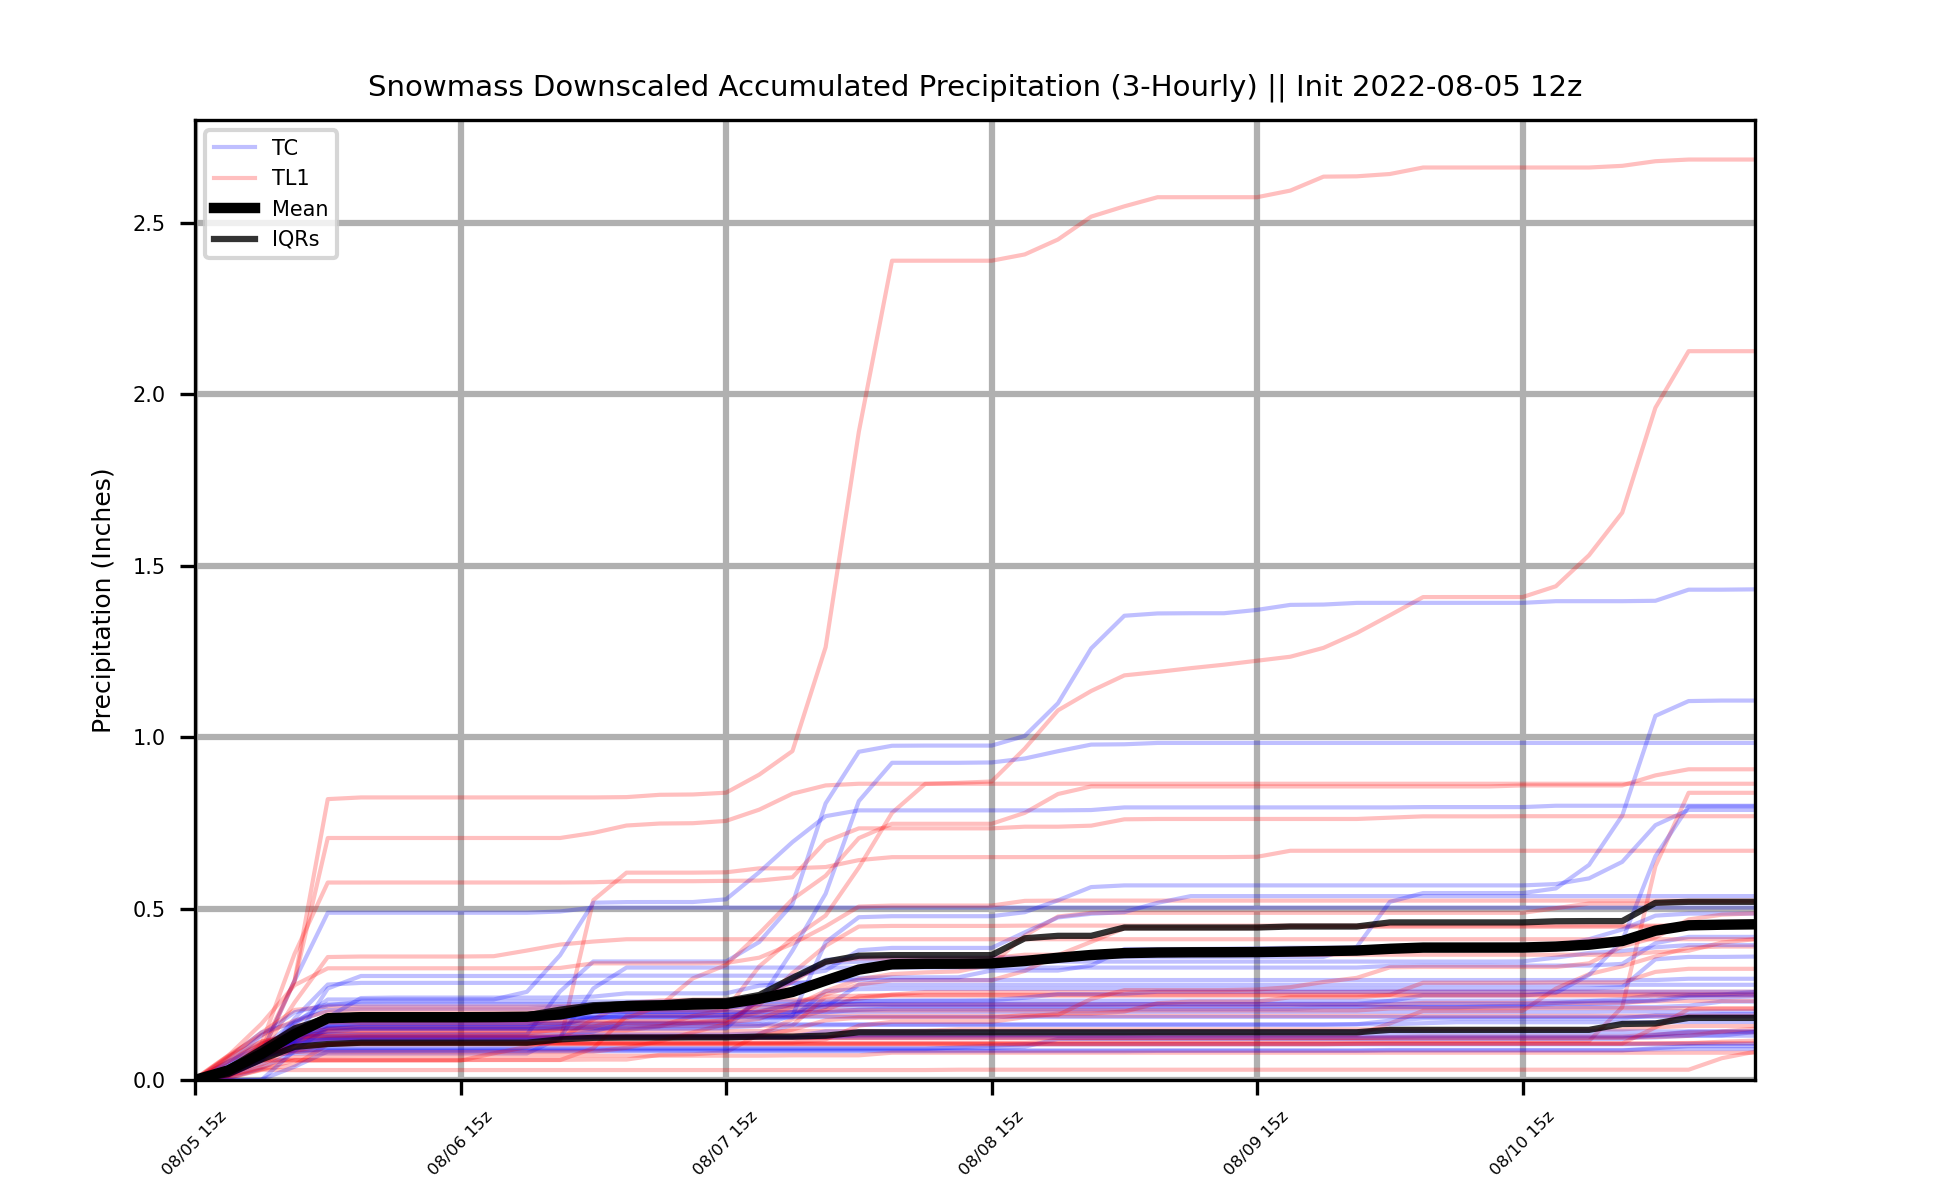 Snowmass Downscaled Accumulated Precipitation (3-Hourly) || Init 2022-08-05 12z
TC
TL1
Mean
IQRs
Precipitation (Inches)
2.5
2.0
1.5
1.0
0.5
0.0
08/05 15z
08/06 15z
08/07 15z
08/08 15z
08/09 15z
08/10 15z